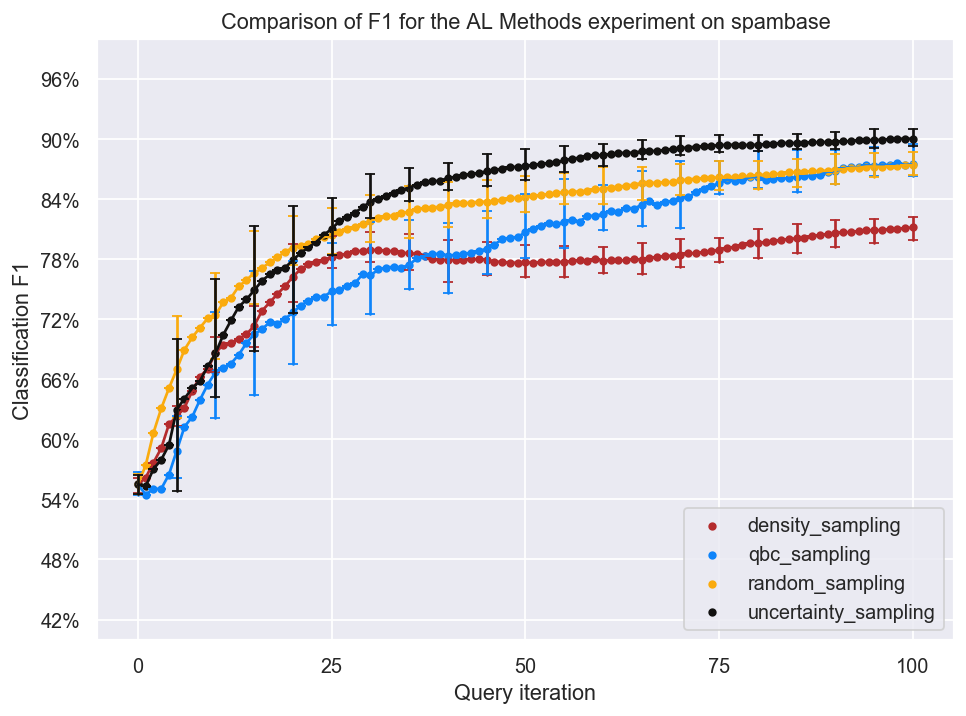 Comparison of F1 for the AL Methods experiment on spambase
96%
90%
84%
78%
72%
66%
60%
54%
48%
42%
Classification F1
density_sampling
qbc_sampling
random_sampling
uncertainty_sampling
0 25 50 75 100
Query iteration